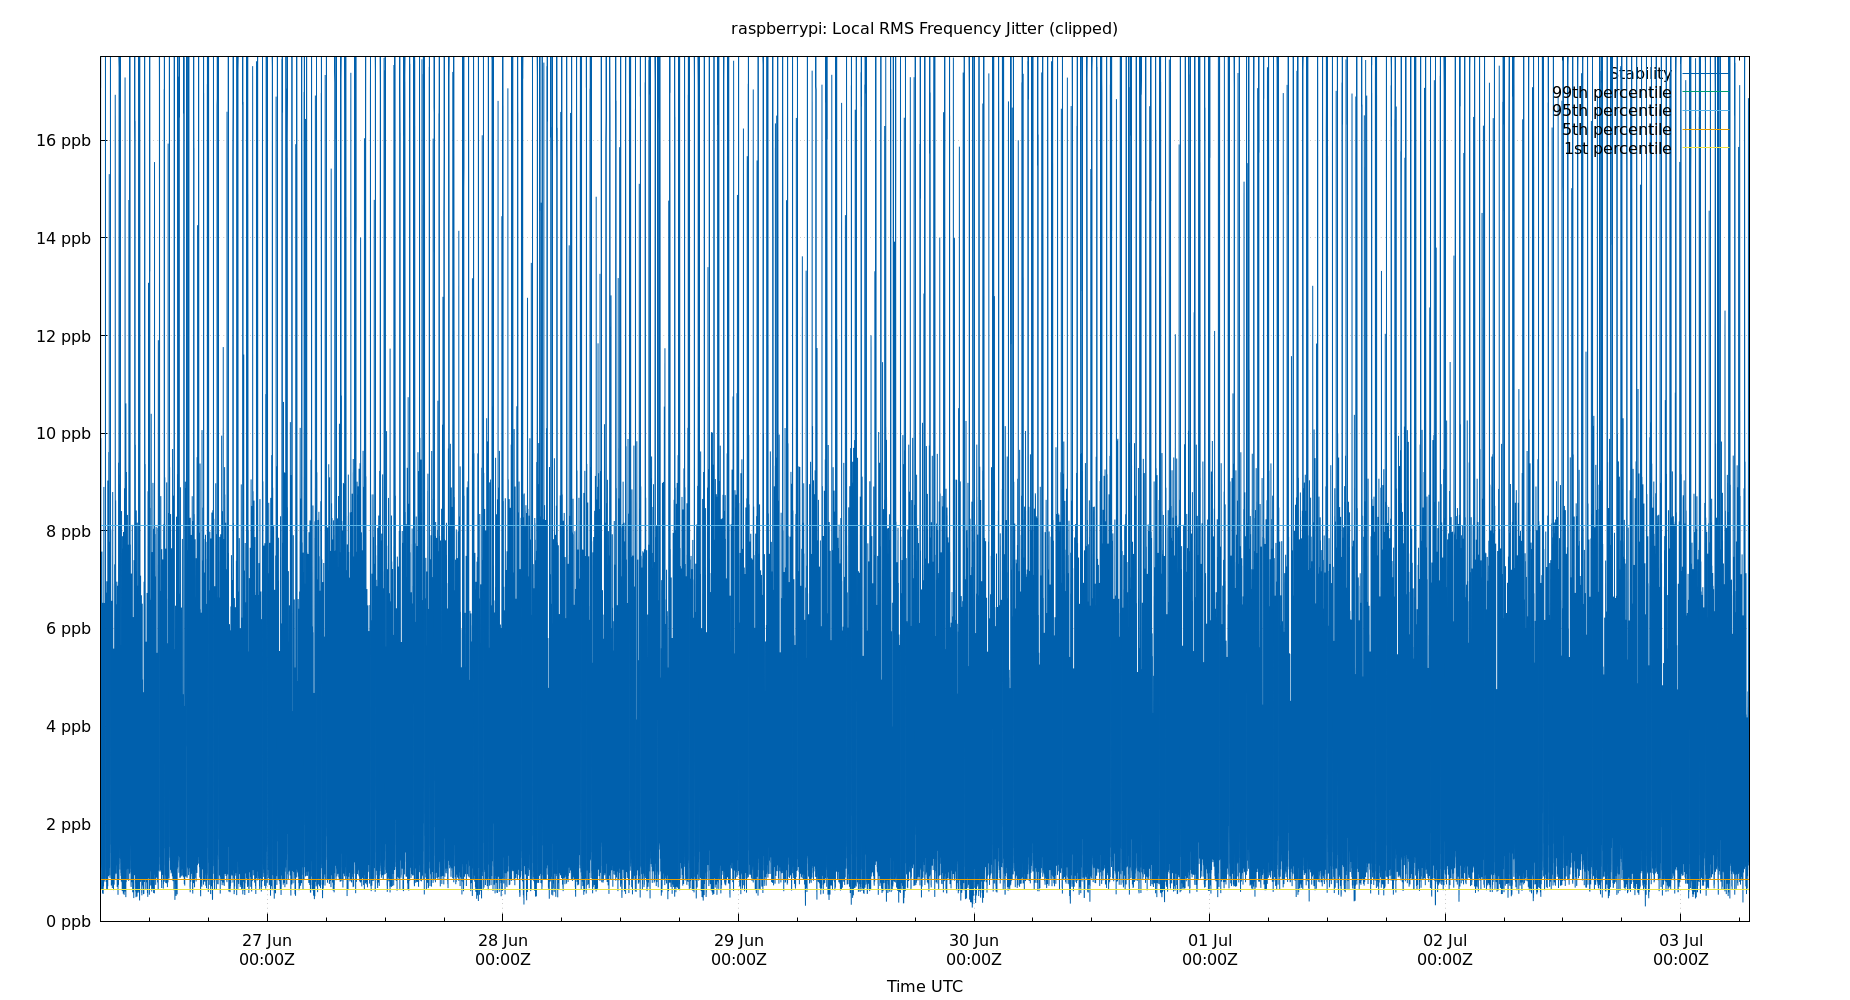 raspberrypi: Local RMS Frequency Jitter (clipped)
Stability
99th percentile
95th percentile
5th percentile
1st percentile
16 ppb
14 ppb
12 ppb
10 ppb
8 ppb
6 ppb
4 ppb
2 ppb
0 ppb
27 Jun 28 Jun 29 Jun 30 Jun 01 Jul 02 Jul 03 Jul
00:00Z 00:00Z 00:00Z 00:00Z 00:00Z 00:00Z 00:00Z
Time UTC